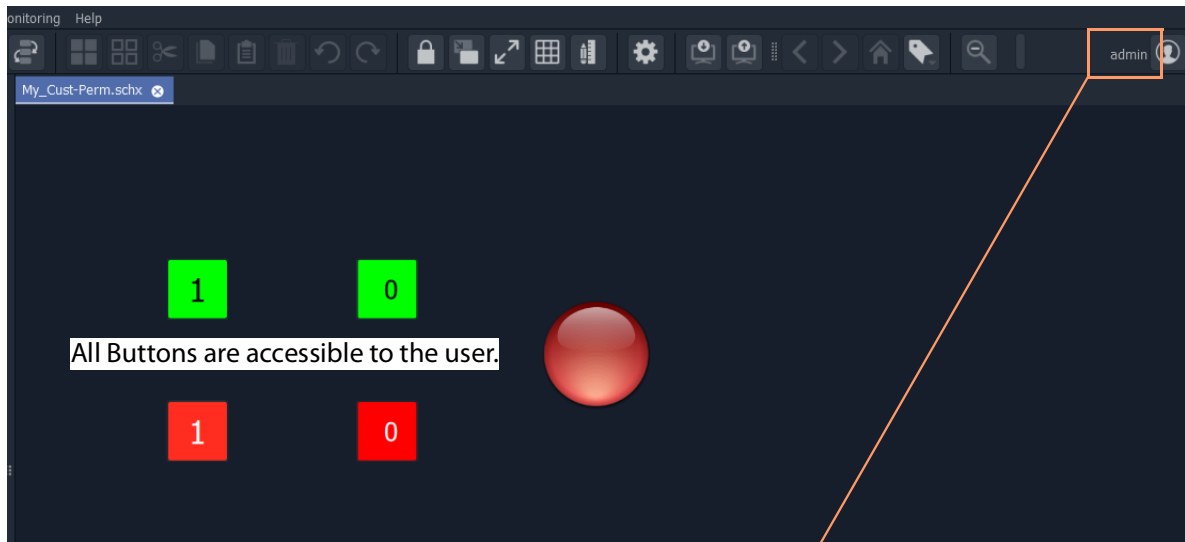 onitoring Help
admin
My_Cust-Perm.schx
1 0
All Buttons are accessible to the user.
1 0